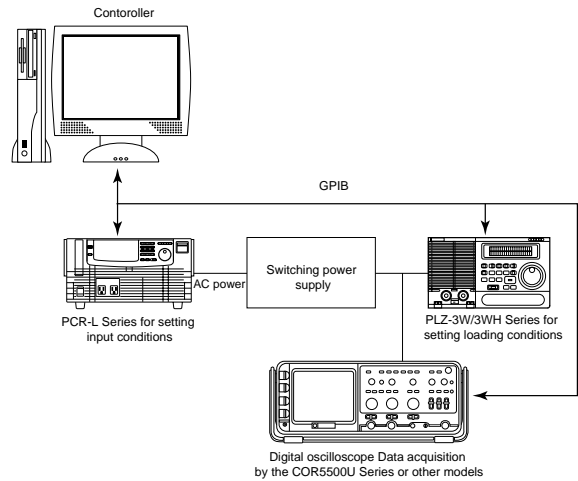 Contoroller
GPIB
AC power
Switching power
supply
PCR-L Series for setting
input conditions
PLZ-3W/3WH Series for
setting loading conditions
Digital oscilloscope Data acquisition
by the COR5500U Series or other models